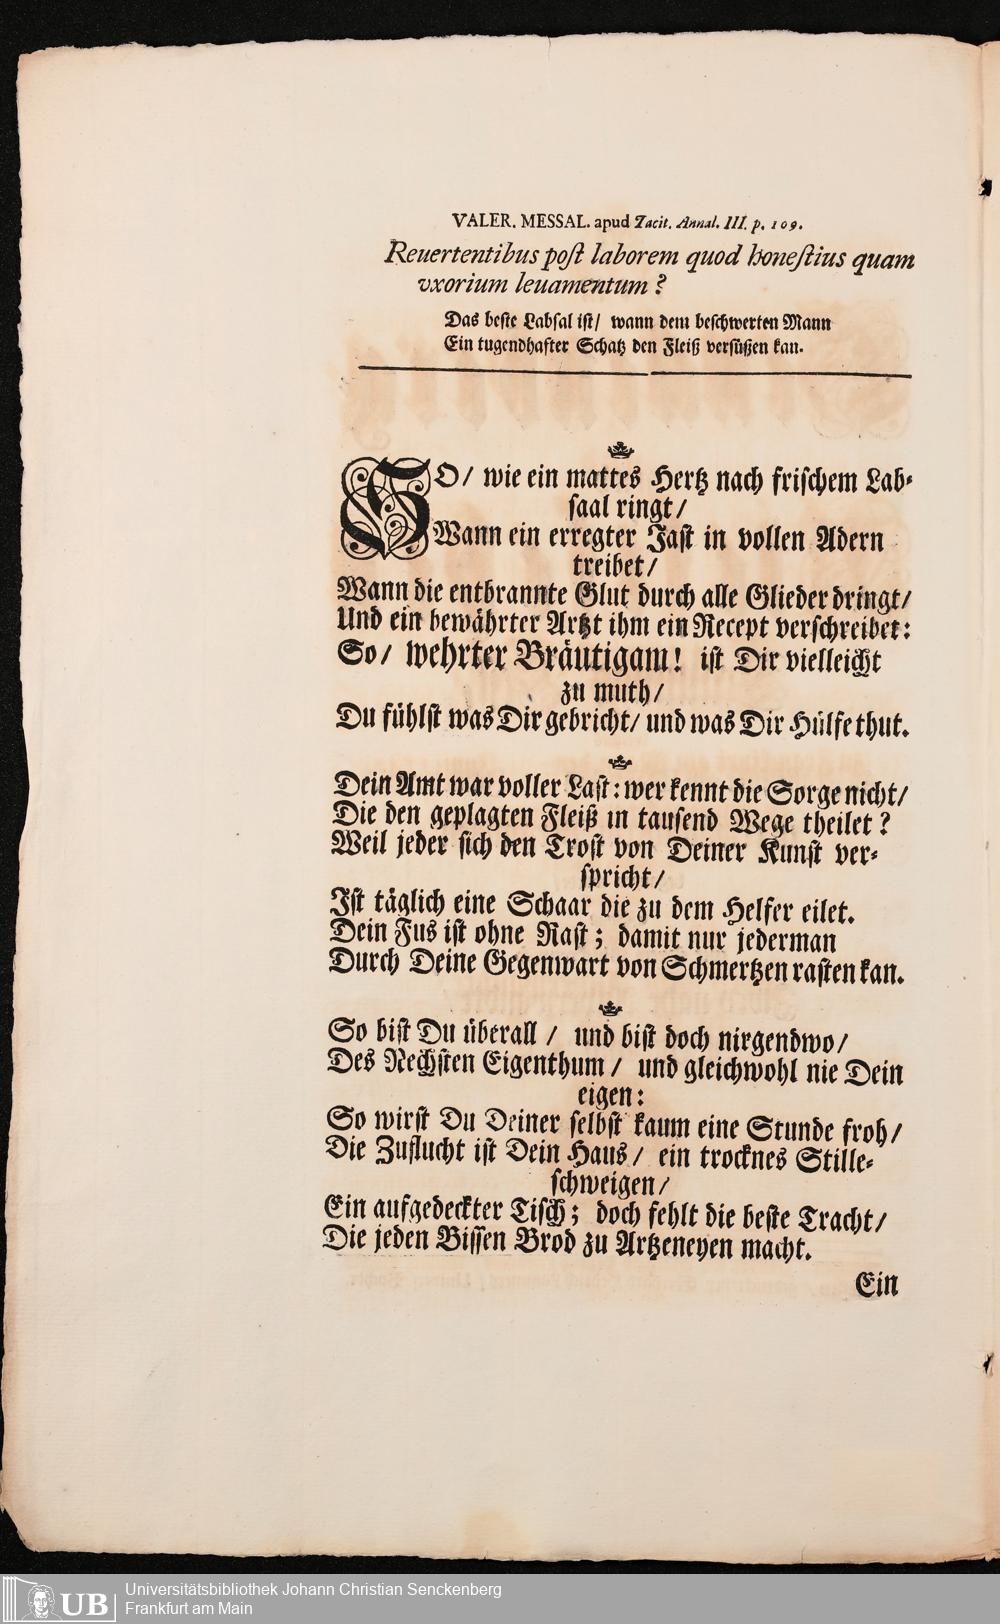 VALER. MESSAL. apud Tacit. Annal. III. p. 109.
Reuertentibus post laborem quod honestius quam
vxorium leuamentum?
Das beste Labsal ist/ wann dem beschwerten Mann
Ein tugendhafter Schatz den Fleiß versüßen kan.
SO/ wie ein mattes Hertz nach frischem Lab-
saal ringt/
Wann ein erregter Jast in vollen Adern
treibet/
Wann die entbrannte Glut durch alle Glieder dringt/
Und ein bewährter Artzt ihm ein Recept verschreibet:
So/ wehrter Bräutigam! ist Dir vielleicht
zu muth/
Du fühlst was Dir gebricht/ und was Dir Hülfe thut.
Dein Amt war voller Last: wer kennt die Sorge nicht/
Die den geplagten Fleiß in tausend Wege theilet?
Weil jeder sich den Trost von Deiner Kunst ver-
spricht/
Ist täglich eine Schaar die zu dem Helfer eilet.
Dein Fus ist ohne Rast; damit nur jederman
Durch Deine Gegenwart von Schmertzen rasten kan.
So bist Du überall/ und bist doch nirgendwo/
Des Nechsten Eigenthum/ und gleichwohl nie Dein
eigen:
So wirst Du Deiner selbst kaum eine Stunde froh/
Die Zuflucht ist Dein Haus/ ein trocknes Stille-
schweigen/
Ein aufgedeckter Tisch; doch fehlt die beste Tracht/
Die jeden Bissen Brod zu Artzeneyen macht.
Ein
UB
Universitätsbibliothek Johann Christian Senckenberg
Frankfurt am Main